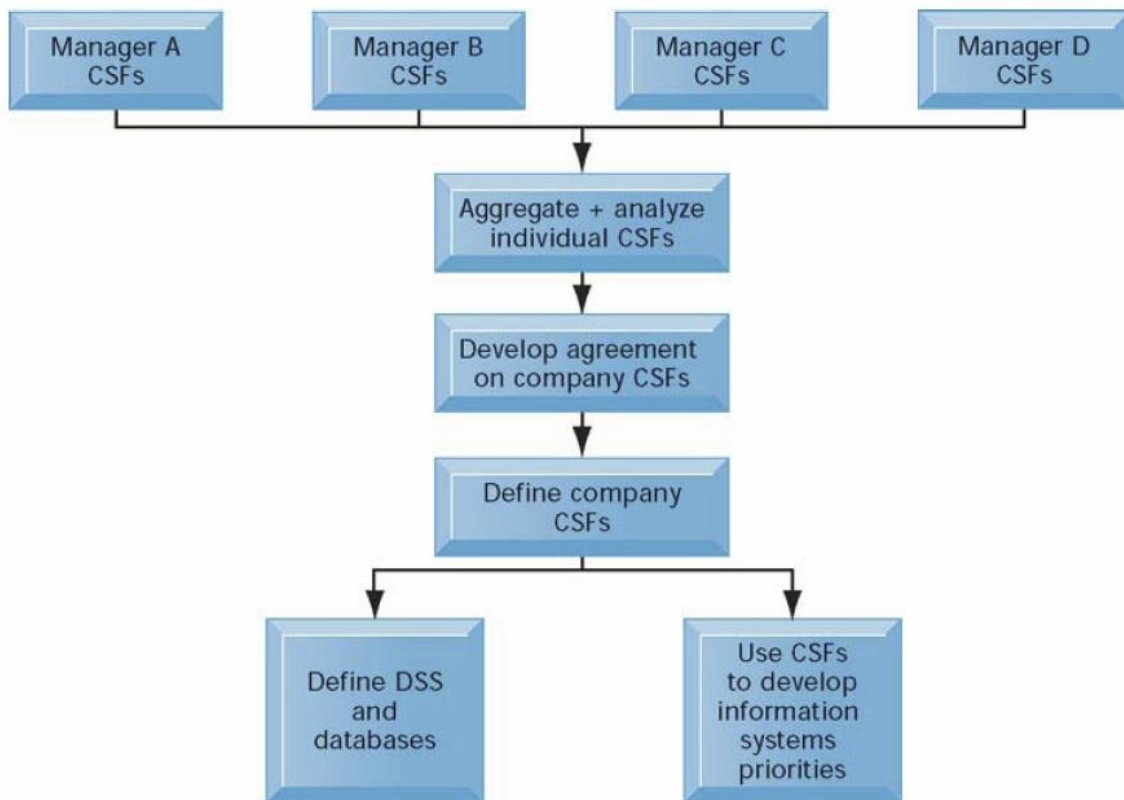 Manager A
CSFs
Manager B
CSFs
Manager C
CSFs
Manager D
CSFs
Aggregate + analyze
individual CSFs
Develop agreement
on company CSFs
Define company
CSFs
Define DSS
and
databases
Use CSFs
to develop
information
systems
priorities